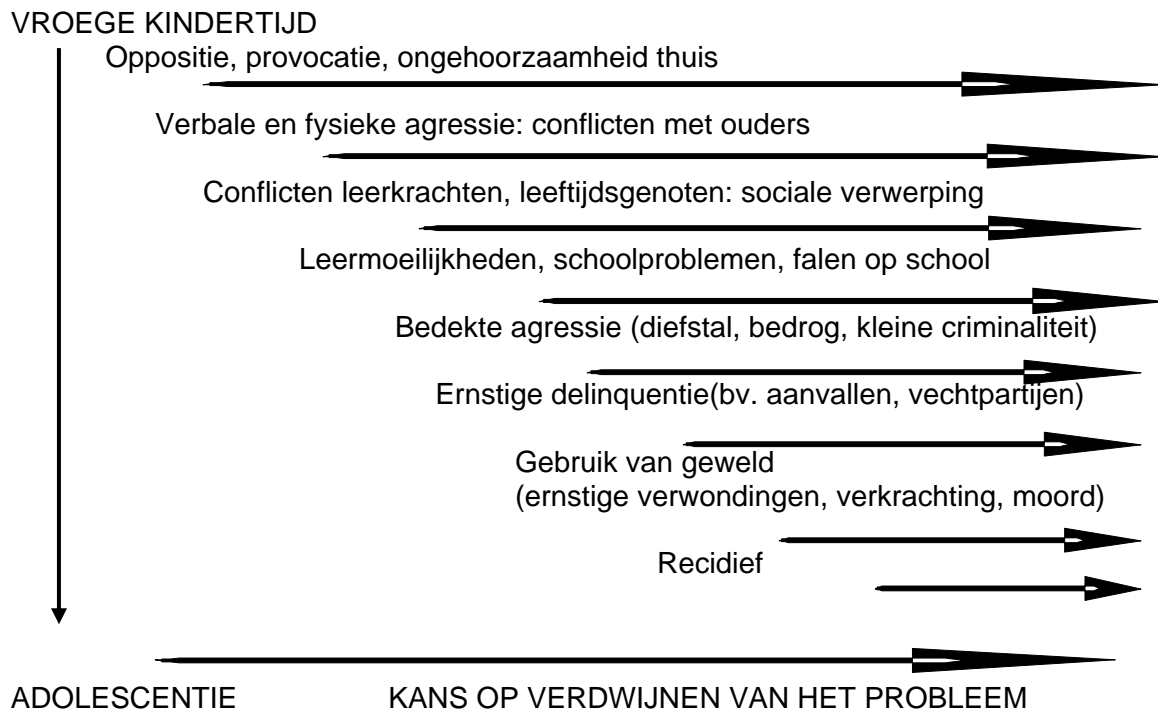 VROEGE KINDERTIJD
Oppositie, provocatie, ongehoorzaamheid thuis
Verbale en fysieke agressie: conflicten met ouders
Conflicten leerkrachten, leeftijdsgenoten: sociale verwerping
Leermoeilijkheden, schoolproblemen, falen op school
Bedekte agressie (diefstal, bedrog, kleine criminaliteit)
Ernstige delinquentie(bv. aanvallen, vechtpartijen)
Gebruik van geweld
(ernstige verwondingen, verkrachting, moord)
Recidief
ADOLESCENTIE KANS OP VERDWIJNEN VAN HET PROBLEEM